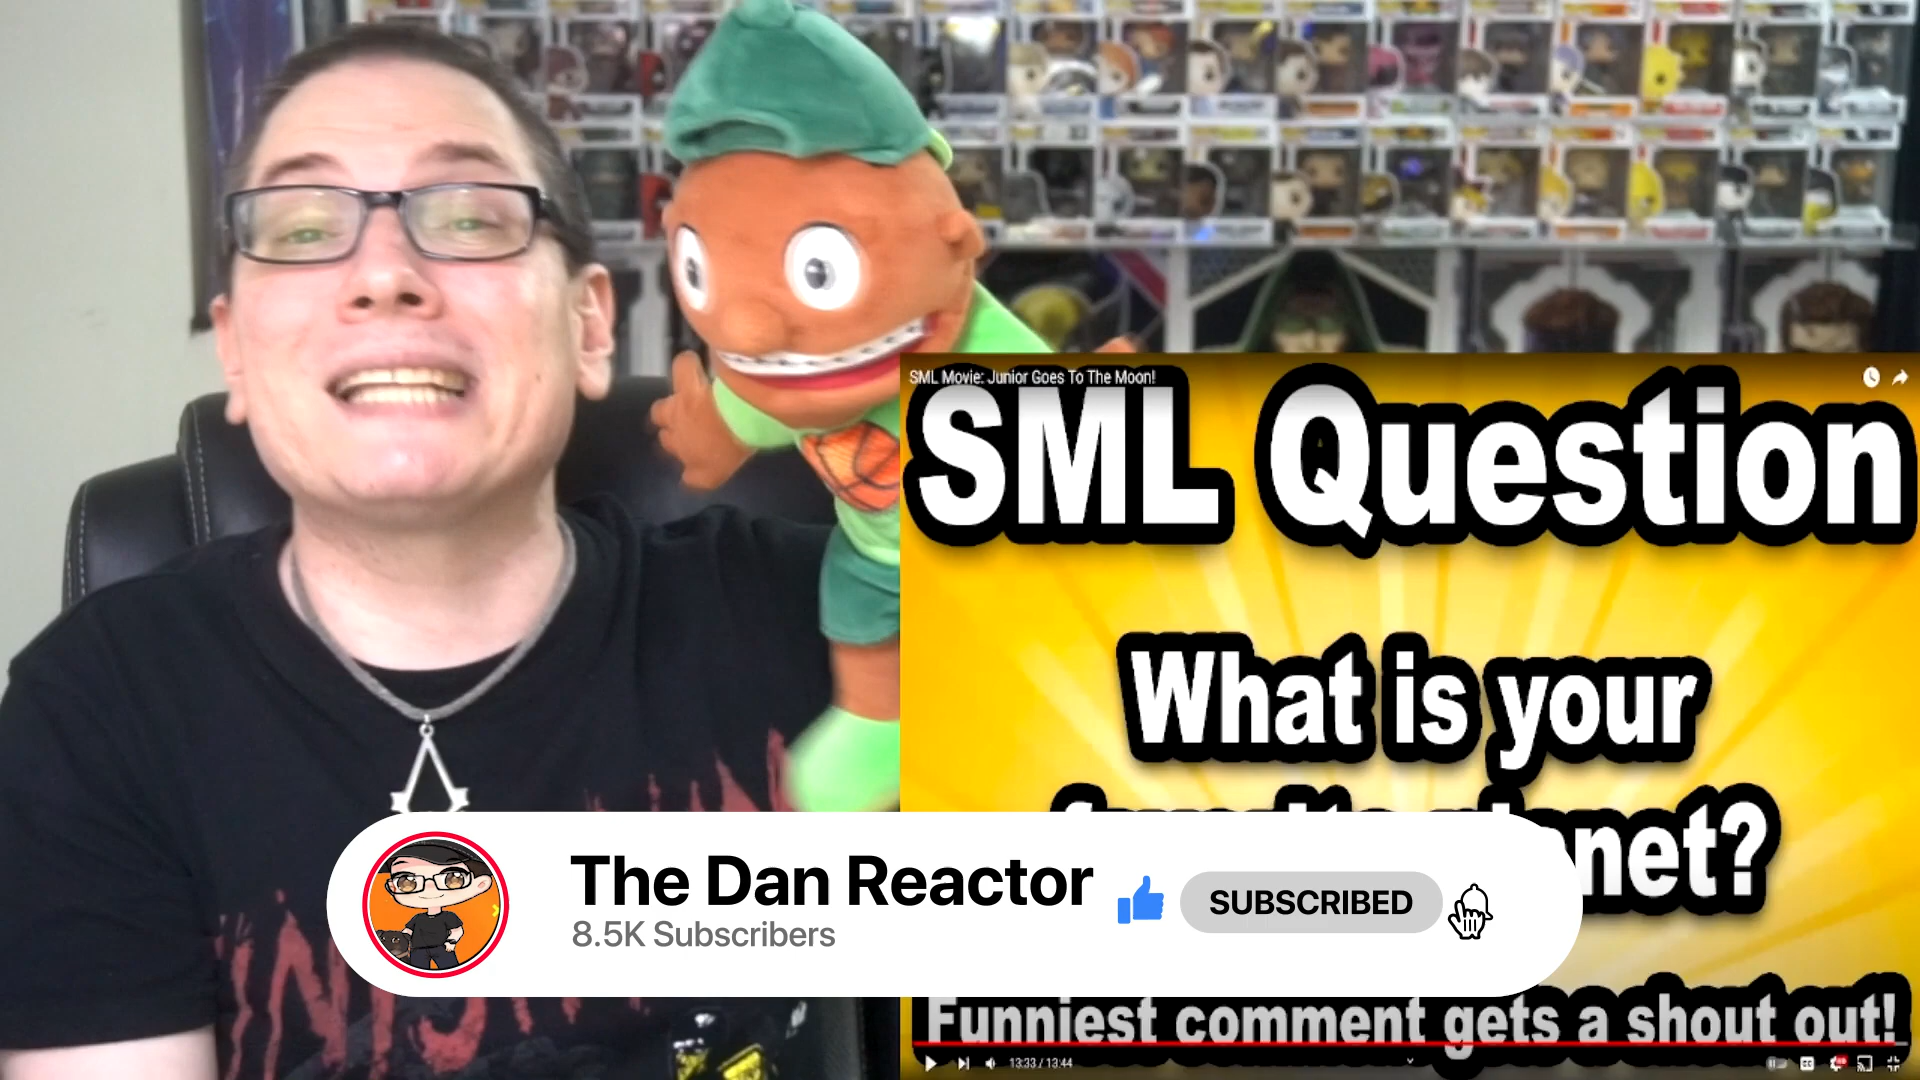 SML Movie: Junior Goes To The Moon!
SML Question
What is your
planet?
The Dan Reactor
8.5K Subscribers
SUBSCRIBED
Funniest comment gets a shout out!
13:33 / 13:44